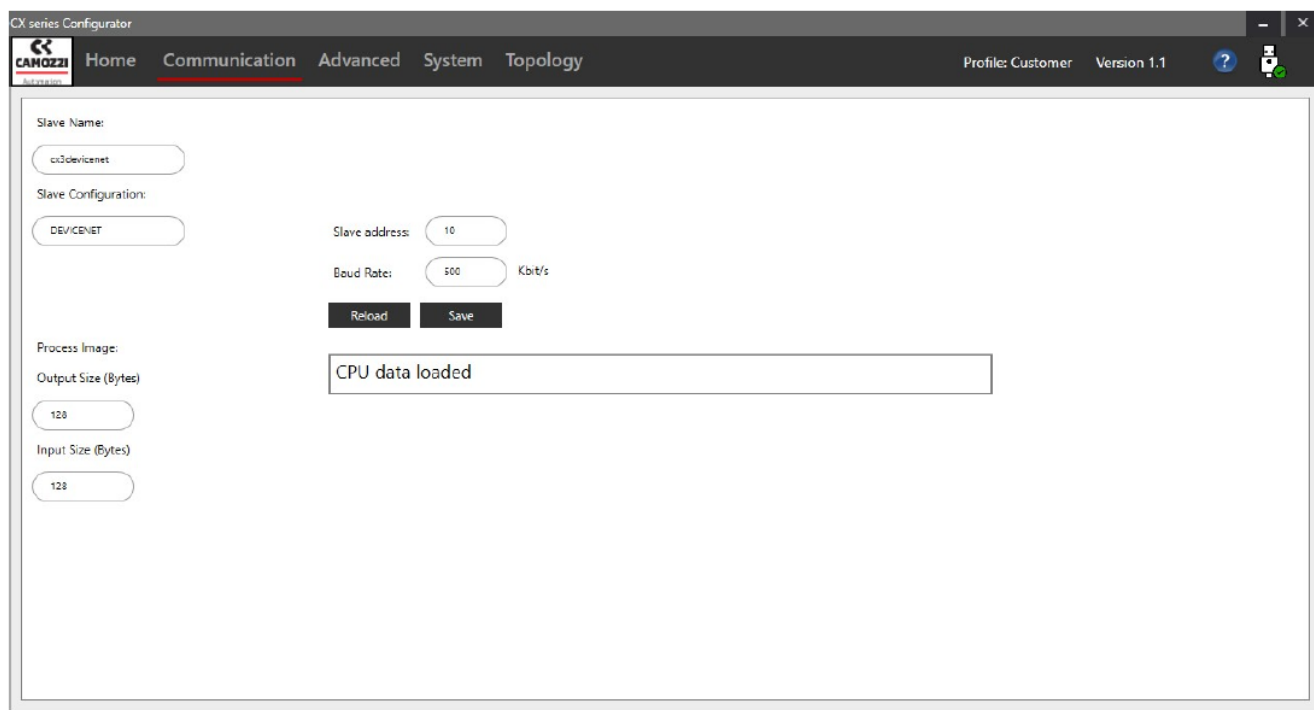 CX series Configurator
CAMOZZI
Automation
Home Communication Advanced System Topology Profile: Customer Version 1.1 ?
Slave Name:
cx3devicenet
Slave Configuration:
DEVICENET
Slave address: 10
Baud Rate: 500 Kbit/s
Reload Save
Process Image:
CPU data loaded
Output Size (Bytes)
128
Input Size (Bytes)
128